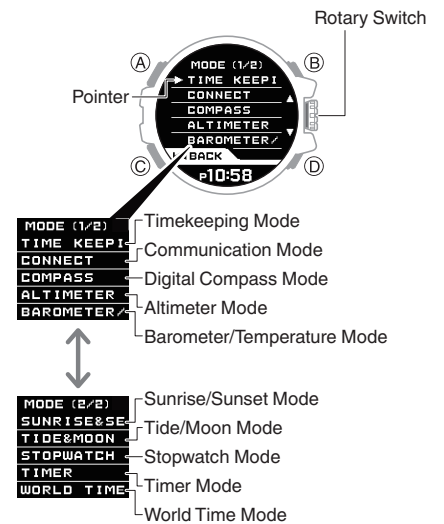 Rotary Switch
A
B
MODE (1/2)
TIME KEEPI
Pointer
CONNECT
COMPASS
ALTIMETER
BAROMETER/
BACK
C
D
P10:58
MODE (1/2)
TIME KEEPI
Timekeeping Mode
CONNECT
Communication Mode
COMPASS
Digital Compass Mode
ALTIMETER
Altimeter Mode
BAROMETER/
Barometer/Temperature Mode
MODE (2/2)
SUNRISE&SE
Sunrise/Sunset Mode
TIDE&MOON
Tide/Moon Mode
STOPWATCH
Stopwatch Mode
TIMER
Timer Mode
WORLD TIME
World Time Mode